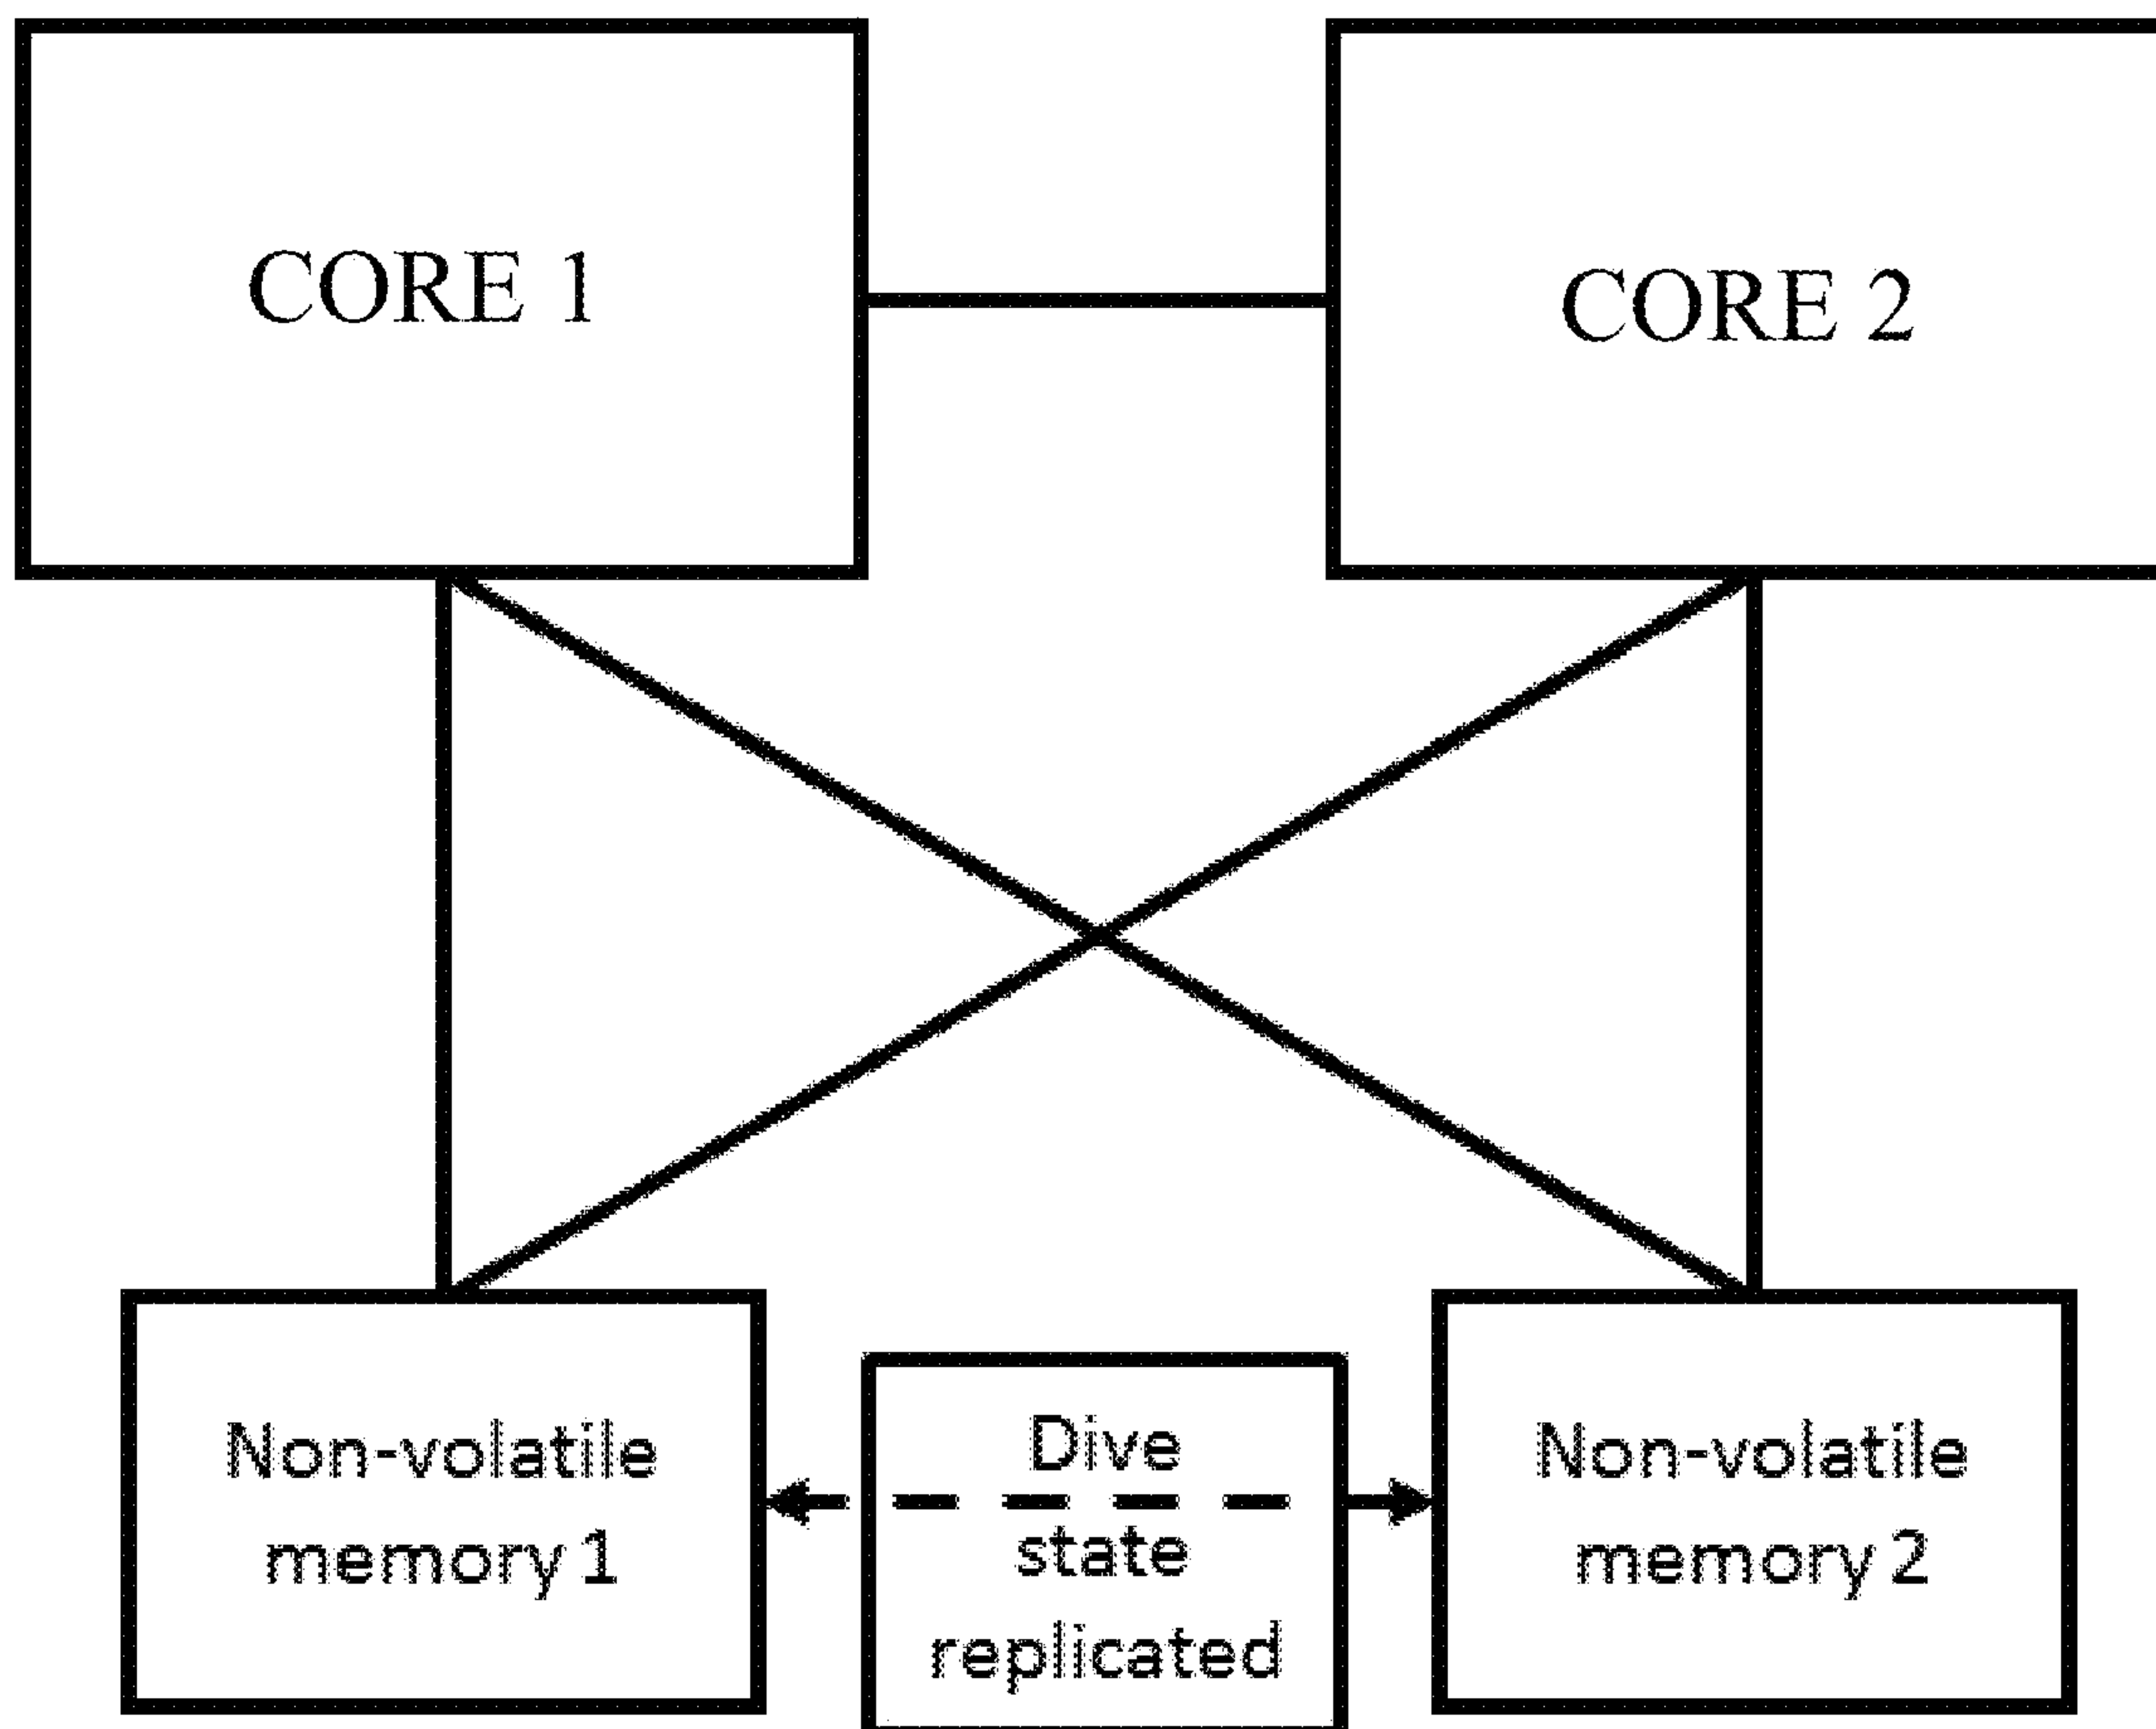 CORE 1
CORE 2
Non-volatile
memory 1
Dive
state
replicated
Non-volatile
memory 2